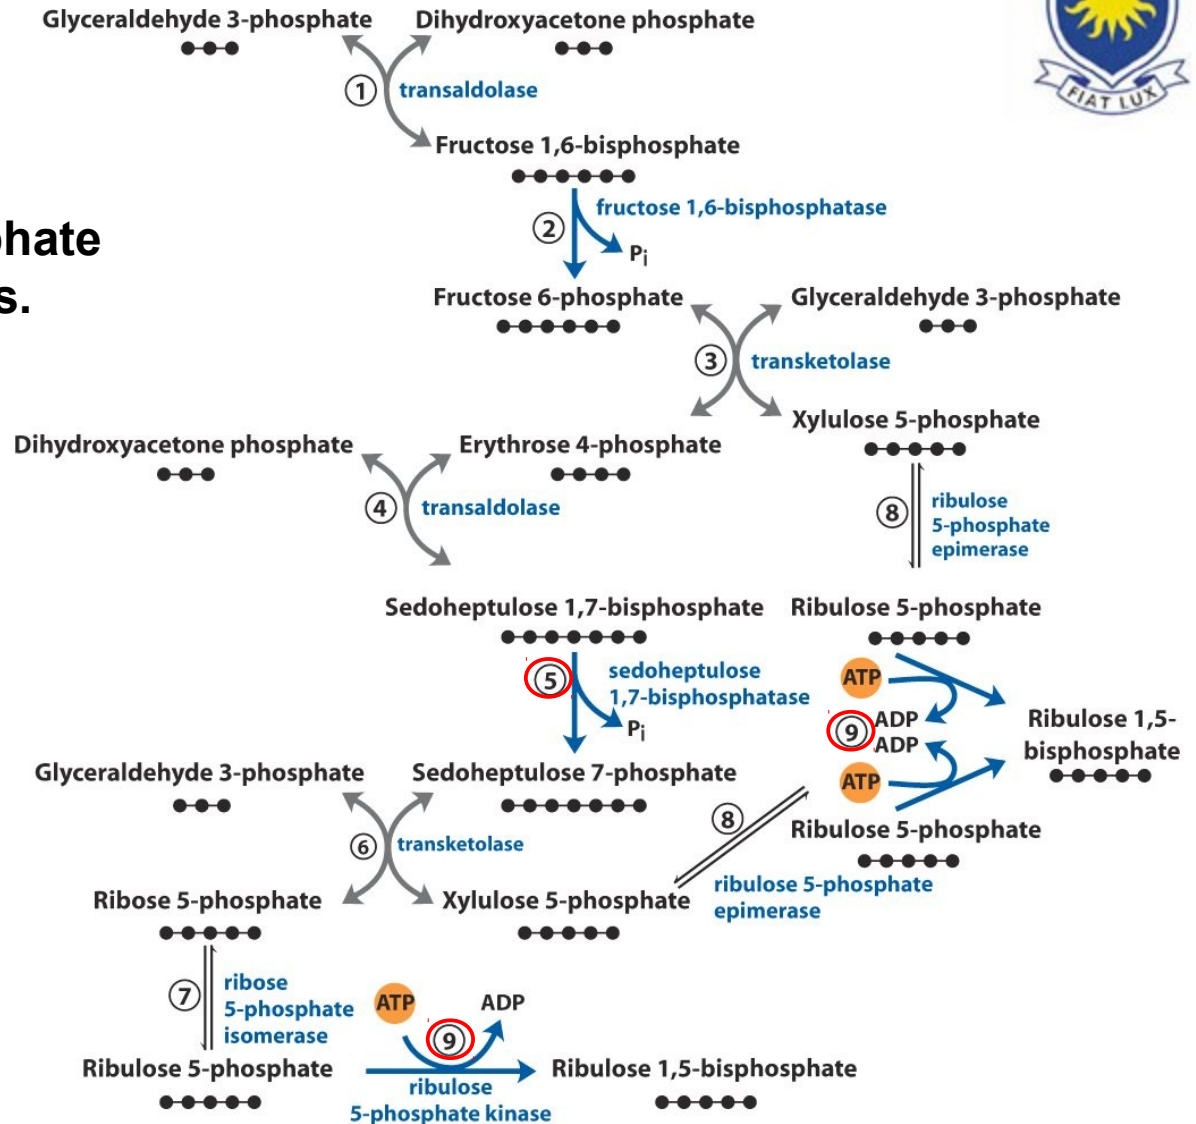 Glyceraldehyde 3-phosphate
Dihydroxyacetone phosphate
① transaldolase
FIAT LUX
Fructose 1,6-bisphosphate
fructose 1,6-bisphosphatase
②
Pi
phate
s.
Fructose 6-phosphate
Glyceraldehyde 3-phosphate
③ transketolase
Xylulose 5-phosphate
Dihydroxyacetone phosphate
Erythrose 4-phosphate
④ transaldolase
⑧
ribulose
5-phosphate
epimerase
Sedoheptulose 1,7-bisphosphate
Ribulose 5-phosphate
⑤
sedoheptulose
1,7-bisphosphatase
Pi
ATP
⑨
ADP
ADP
ATP
Ribulose 1,5-
bisphosphate
Glyceraldehyde 3-phosphate
Sedoheptulose 7-phosphate
⑧
Ribulose 5-phosphate
⑥ transketolase
ribulose 5-phosphate
epimerase
Ribose 5-phosphate
Xylulose 5-phosphate
⑦
ribose
5-phosphate
isomerase
ATP
ADP
⑨
Ribulose 5-phosphate
Ribulose 1,5-bisphosphate
ribulose
5-phosphate kinase